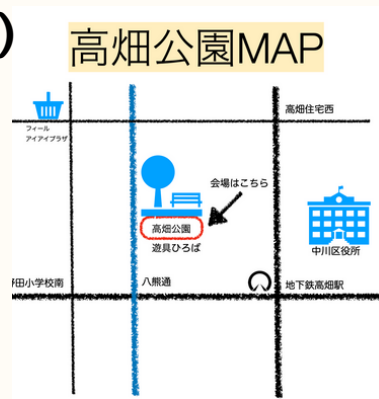 )
高畑公園MAP
高畑住宅西
フィール
アイアイプラザ
会場はこちら
高畑公園
遊具ひろば
中川区役所
田小学校南
八熊通
地下鉄高畑駅